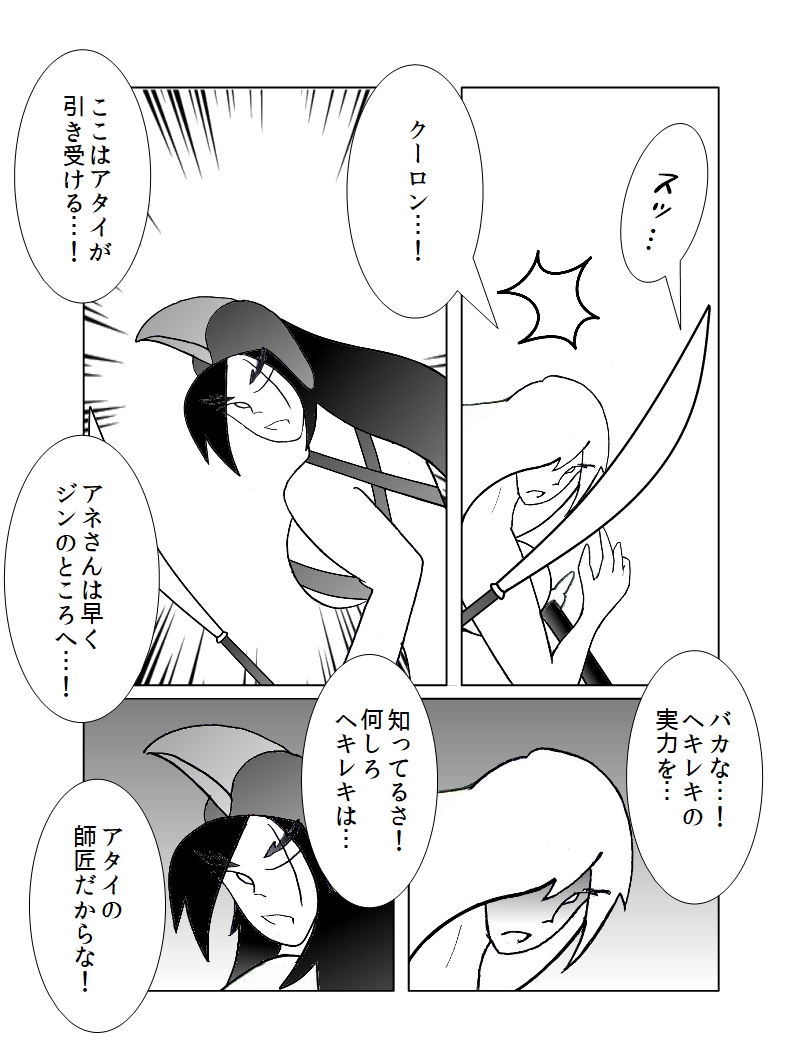 スッ…
クーロン…！
ここはアタイが
引き受ける…！
アネさんは早く
ジンのところへ…！
バカな…！
ヘキレキの
実力を…
知ってるさ！
何しろ
ヘキレキは…
アタイの
師匠だからな！